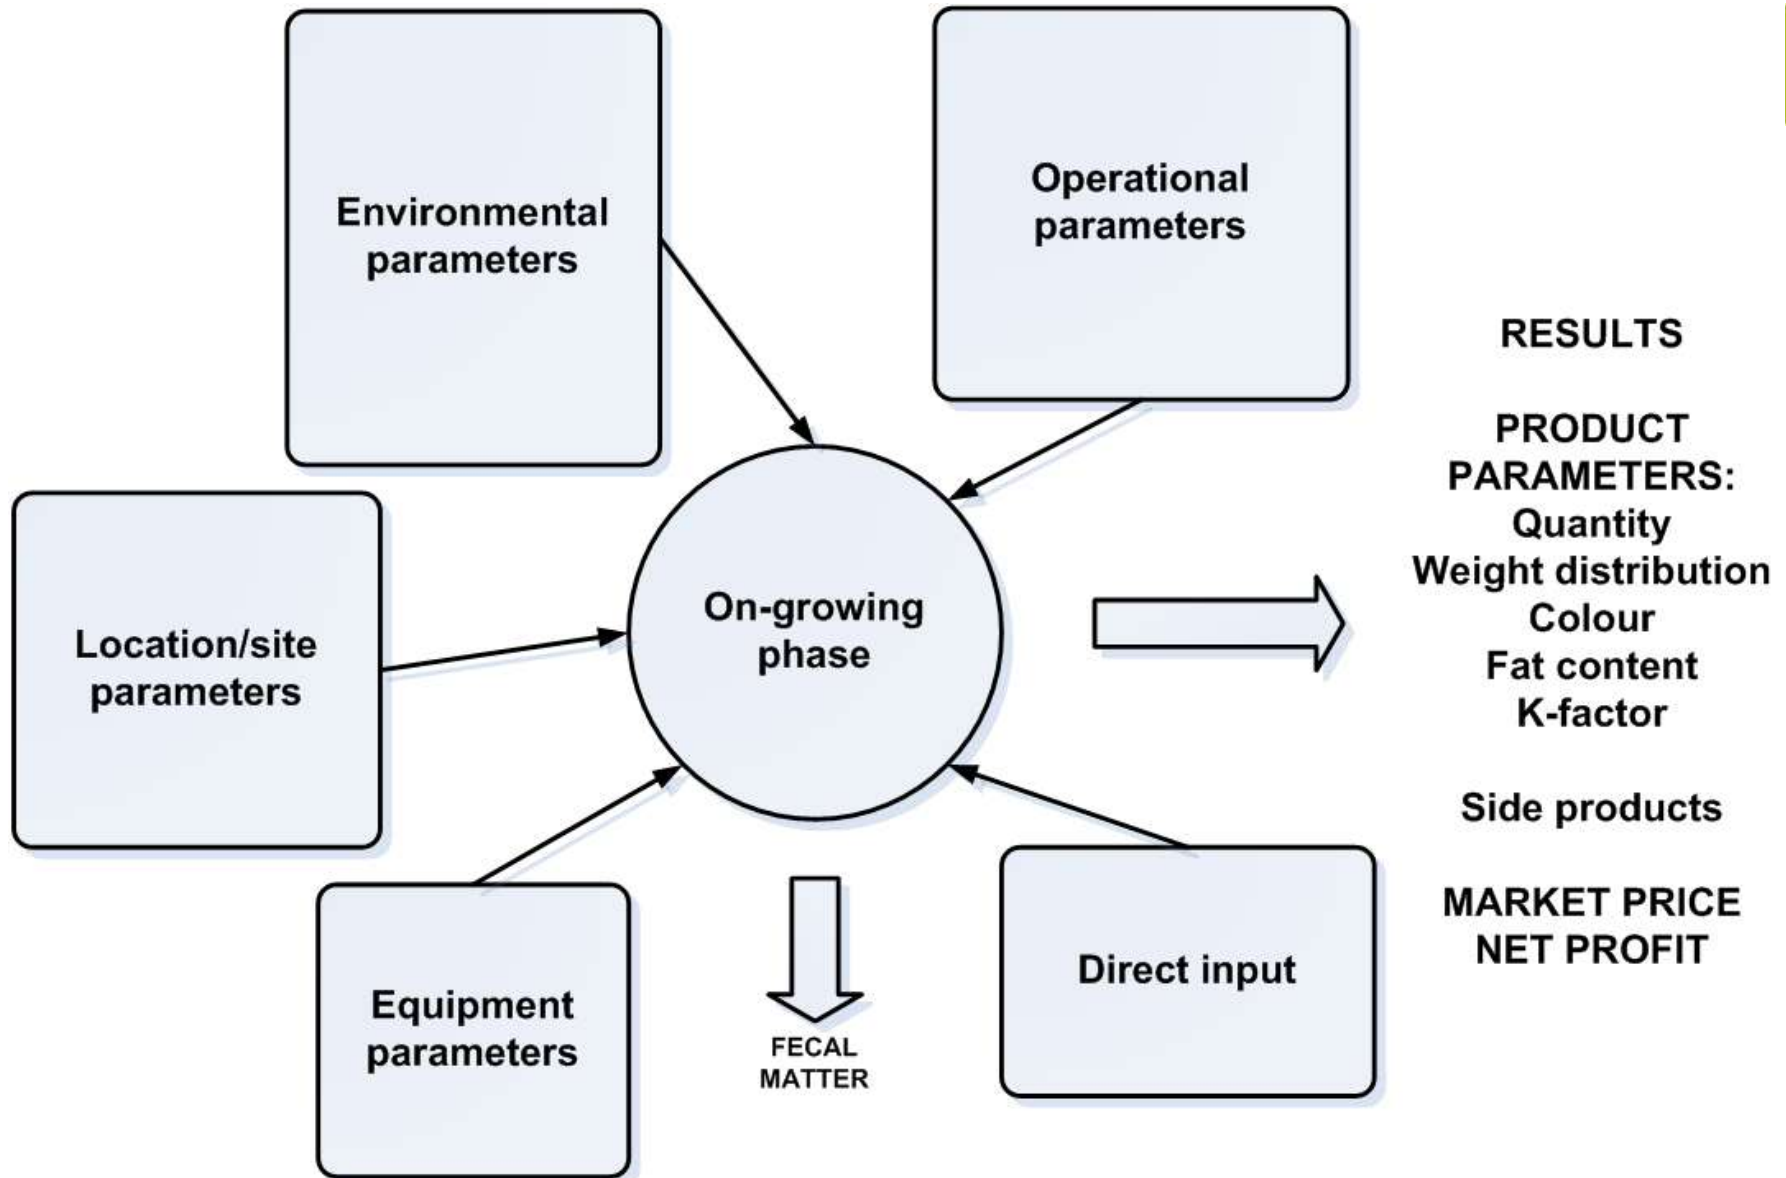 Environmental
parameters
Operational
parameters
Location/site
parameters
On-growing
phase
Equipment
parameters
Direct input
FECAL
MATTER
RESULTS
PRODUCT
PARAMETERS:
Quantity
Weight distribution
Colour
Fat content
K-factor
Side products
MARKET PRICE
NET PROFIT